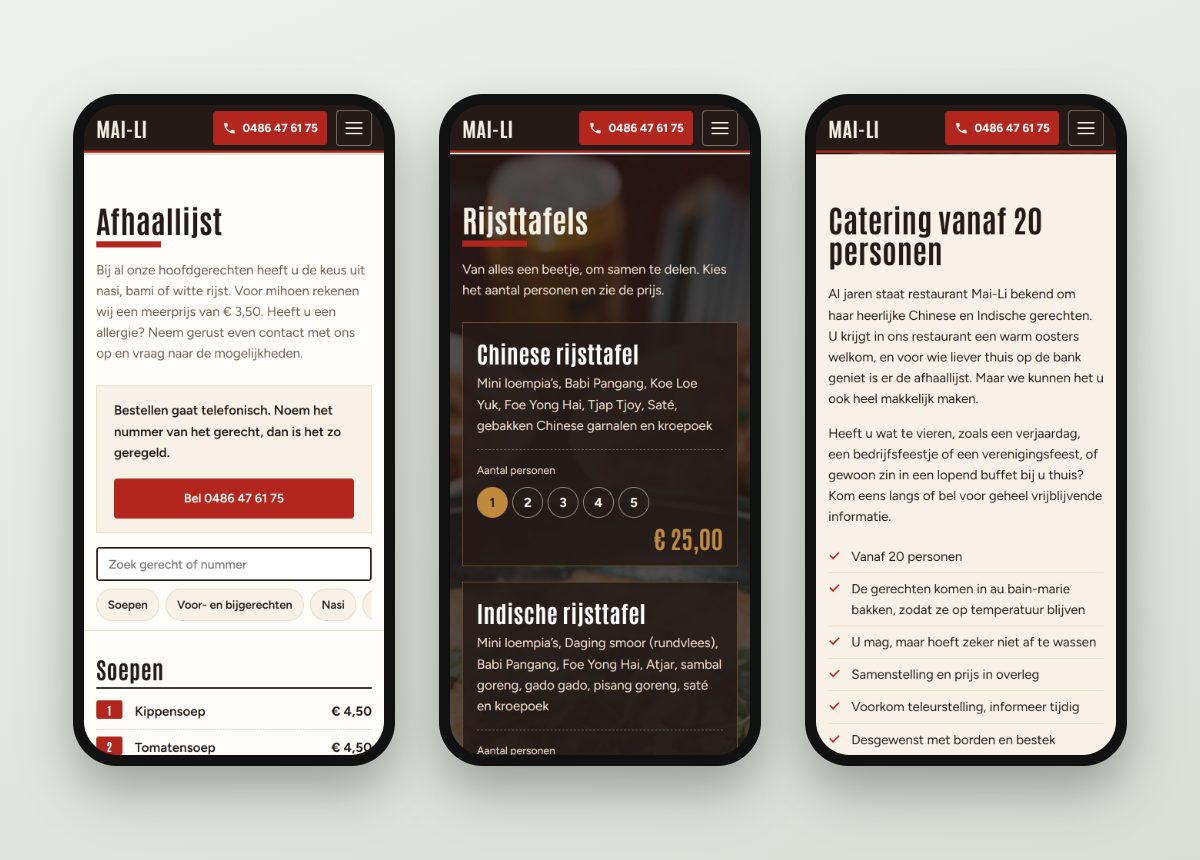 MAI-LI
0486 47 61 75
Afhaallijst
Bij al onze hoofdgerechten heeft u de keus uit
nasi, bami of witte rijst. Voor mihoen rekenen
wij een meerprijs van € 3,50. Heeft u een
allergie? Neem gerust even contact met ons
op en vraag naar de mogelijkheden.
Bestellen gaat telefonisch. Noem het
nummer van het gerecht, dan is het zo
geregeld.
Bel 0486 47 61 75
Zoek gerecht of nummer
Soepen Voor- en bijgerechten Nasi
Soepen
1 Kippensoep € 4,50
2 Tomatensoep € 4,50
MAI-LI
0486 47 61 75
Rijsttafels
Van alles een beetje, om samen te delen. Kies
het aantal personen en zie de prijs.
Chinese rijsttafel
Mini loempia's, Babi Pangang, Koe Loe
Yuk, Foe Yong Hai, Tjap Tjoy, Saté,
gebakken Chinese garnalen en kroepoek
Aantal personen
1 2 3 4 5
€ 25,00
Indische rijsttafel
Mini loempia's, Daging smoor (rundvlees),
Babi Pangang, Foe Yong Hai, Atjar, sambal
goreng, gado gado, pisang goreng, saté
en kroepoek
Aantal personen
MAI-LI
0486 47 61 75
Catering vanaf 20
personen
Al jaren staat restaurant Mai-Li bekend om
haar heerlijke Chinese en Indische gerechten.
U krijgt in ons restaurant een warm oosters
welkom, en voor wie liever thuis op de bank
geniet is er de afhaallijst. Maar we kunnen het u
ook heel makkelijk maken.
Heeft u wat te vieren, zoals een verjaardag,
een bedrijfsfeestje of een verenigingsfeest, of
gewoon zin in een lopend buffet bij u thuis?
Kom eens langs of bel voor geheel vrijblijvende
informatie.
Vanaf 20 personen
De gerechten komen in au bain-marie
bakken, zodat ze op temperatuur blijven
U mag, maar hoeft zeker niet af te wassen
Samenstelling en prijs in overleg
Voorkom teleurstelling, informeer tijdig
Desgewenst met borden en bestek